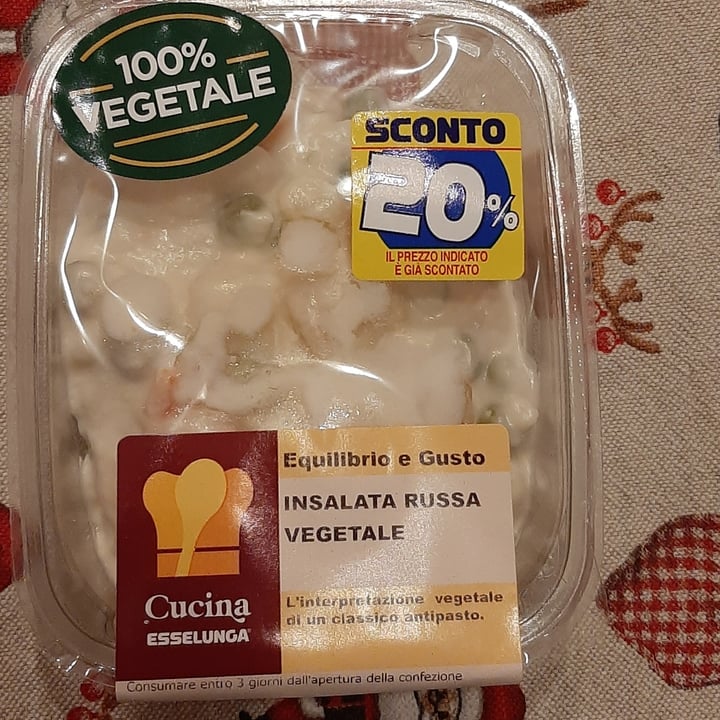 100%
VEGETALE
SCONTO
20%
IL PREZZO INDICATO
È GIÀ SCONTATO
Equilibrio e Gusto
INSALATA RUSSA
VEGETALE
Cucina
ESSELUNGA
L'interpretazione vegetale
di un classico antipasto.
Consumare entro 3 giorni dall'apertura della confezione